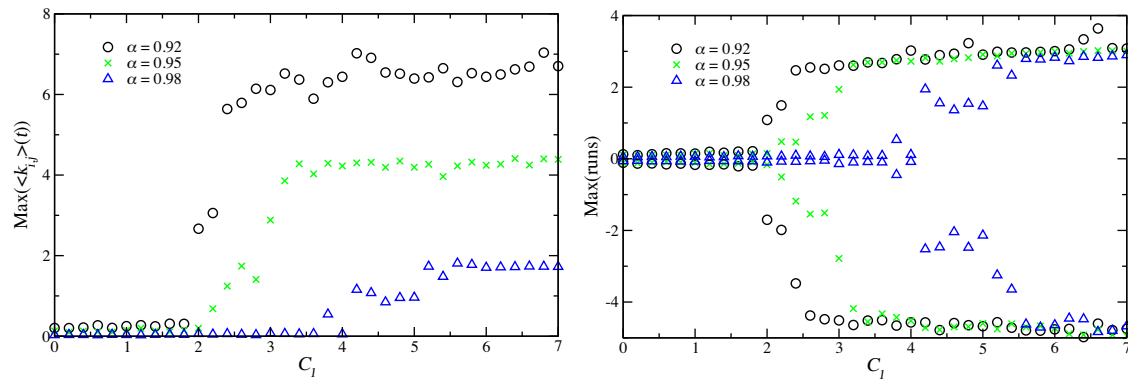 8
6
4
2
0
Max(<k_{i,j}>(t))
α = 0.92
α = 0.95
α = 0.98
0 1 2 3 4 5 6 7
C_1
4
2
0
-2
-4
Max(runs)
α = 0.92
α = 0.95
α = 0.98
0 1 2 3 4 5 6 7
C_1